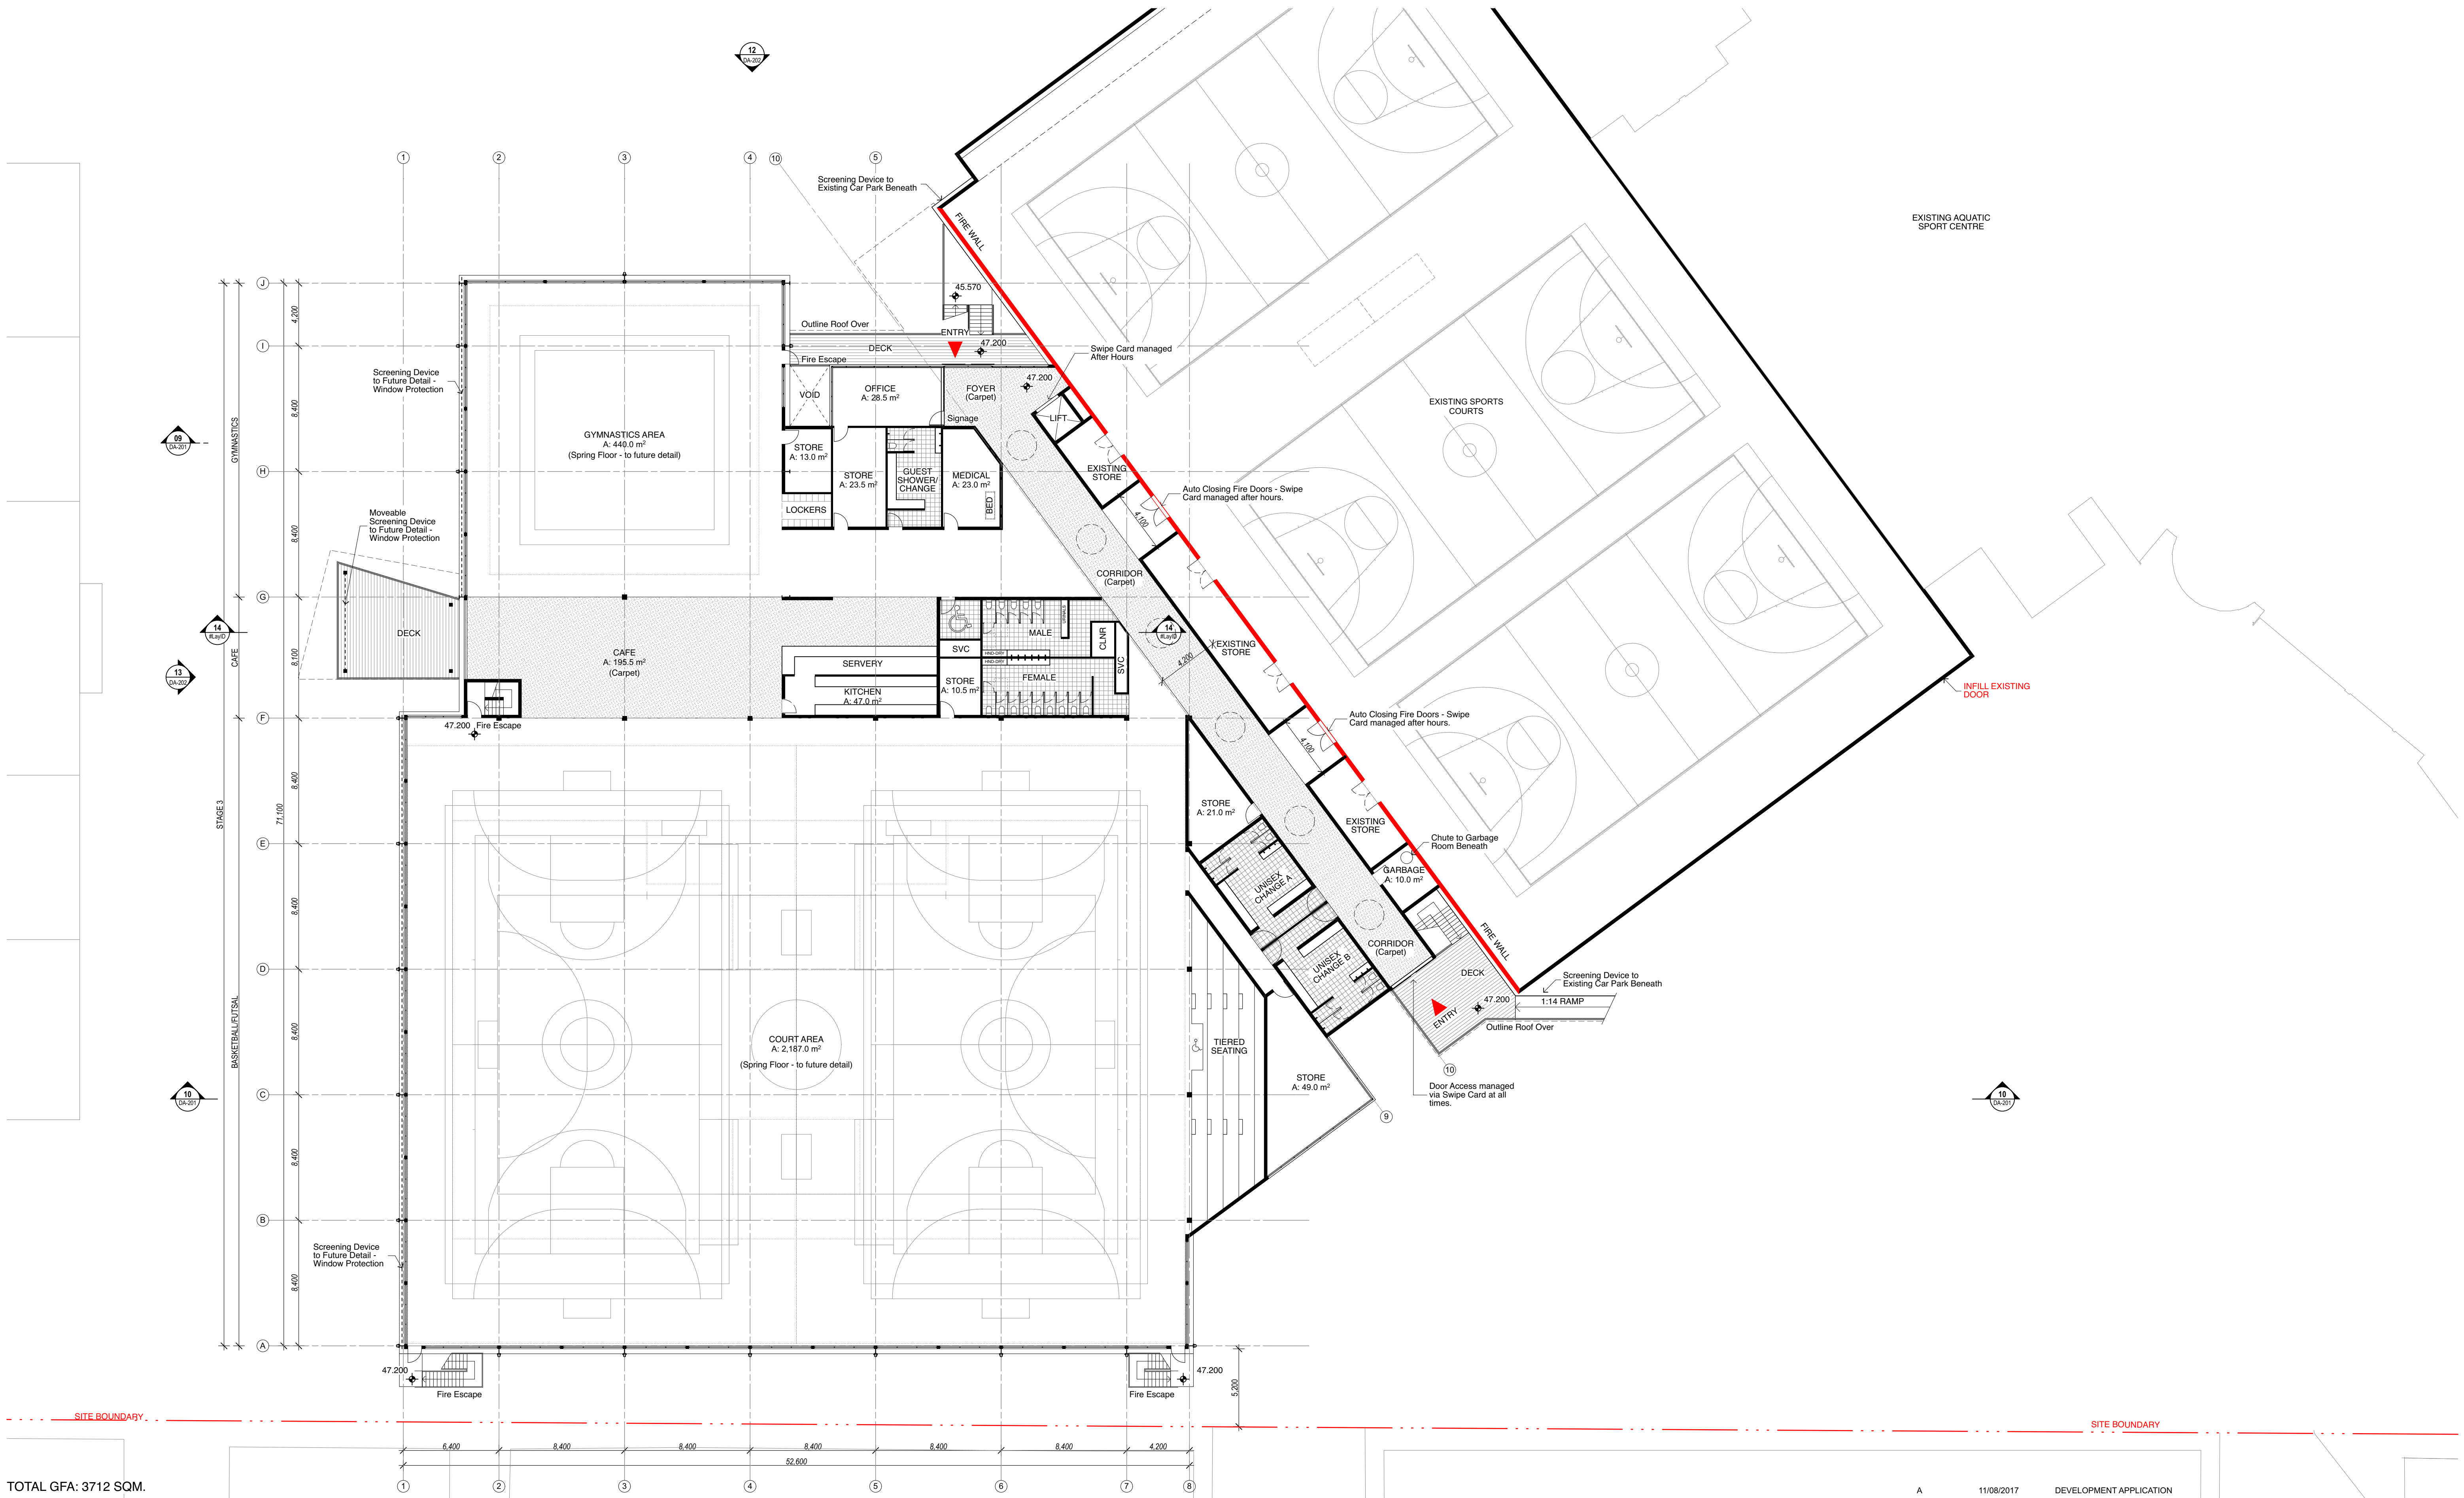 12
DA-202
1
2
3
4
10
5
Screening Device to
Existing Car Park Beneath
FIRE WALL
EXISTING AQUATIC
SPORT CENTRE
J
I
H
G
F
E
D
C
B
A
4,200
8,400
8,400
8,100
8,400
8,400
8,400
8,400
8,400
71,100
GYMNASTICS
CAFE
STAGE 3
BASKETBALL/FUTSAL
45.570
Outline Roof Over
ENTRY
DECK
47.200
Fire Escape
Swipe Card managed
After Hours
Screening Device
to Future Detail -
Window Protection
47.200
OFFICE
A: 28.5 m²
FOYER
(Carpet)
VOID
Signage
LIFT
EXISTING SPORTS
COURTS
09
DA-201
GYMNASTICS AREA
A: 440.0 m²
(Spring Floor - to future detail)
STORE
A: 13.0 m²
STORE
A: 23.5 m²
GUEST
SHOWER/
CHANGE
MEDICAL
A: 23.0 m²
BED
LOCKERS
EXISTING
STORE
Auto Closing Fire Doors - Swipe
Card managed after hours.
4,100
Moveable
Screening Device
to Future Detail -
Window Protection
CORRIDOR
(Carpet)
14
#LayID
DECK
CAFE
A: 195.5 m²
(Carpet)
SERVERY
KITCHEN
A: 47.0 m²
SVC
STORE
A: 10.5 m²
MALE
URINALS
HND-DRY
HND-DRY
FEMALE
CLNR
SVC
14
#LayID
4,200
EXISTING
STORE
13
DA-202
INFILL EXISTING
DOOR
47.200
Fire Escape
Auto Closing Fire Doors - Swipe
Card managed after hours.
4,100
STORE
A: 21.0 m²
EXISTING
STORE
Chute to Garbage
Room Beneath
GARBAGE
A: 10.0 m²
UNISEX
CHANGE A
UNISEX
CHANGE B
CORRIDOR
(Carpet)
FIRE WALL
DECK
Screening Device to
Existing Car Park Beneath
47.200
1:14 RAMP
ENTRY
Outline Roof Over
COURT AREA
A: 2,187.0 m²
(Spring Floor - to future detail)
TIERED
SEATING
STORE
A: 49.0 m²
10
Door Access managed
via Swipe Card at all
times.
9
10
DA-201
10
DA-201
Screening Device
to Future Detail -
Window Protection
47.200
Fire Escape
47.200
Fire Escape
5,200
SITE BOUNDARY
SITE BOUNDARY
6,400
8,400
8,400
8,400
8,400
8,400
4,200
52,600
1
2
3
4
5
6
7
8
TOTAL GFA: 3712 SQM.
A
11/08/2017
DEVELOPMENT APPLICATION